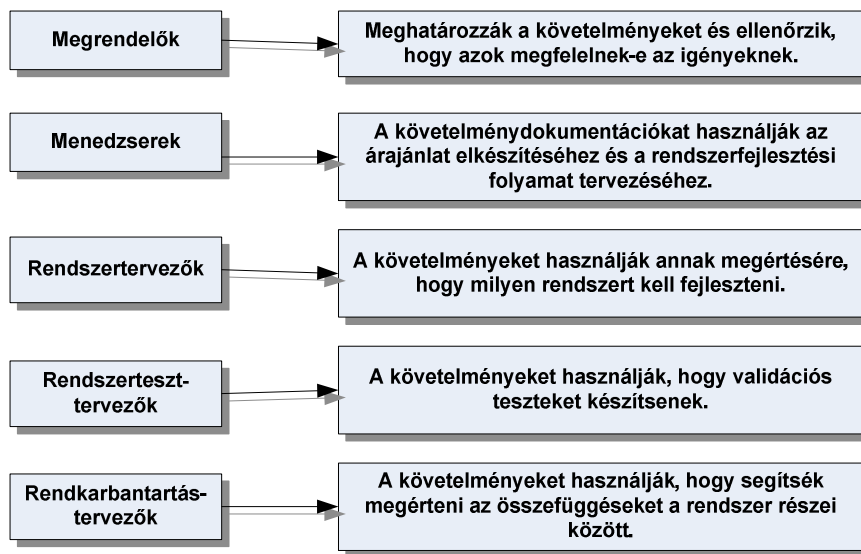 Megrendelők
Meghatározzák a követelményeket és ellenőrzik,
hogy azok megfelelnek-e az igényeknek.
Menedzserek
A követelménydokumentációkat használják az
árajánlat elkészítéséhez és a rendszerfejlesztési
folyamat tervezéséhez.
Rendszertervezők
A követelményeket használják annak megértésére,
hogy milyen rendszert kell fejleszteni.
Rendszerteszt-
tervezők
A követelményeket használják, hogy validációs
teszteket készítsenek.
Rendkarbantartás-
tervezők
A követelményeket használják, hogy segítsék
megérteni az összefüggéseket a rendszer részei
között.